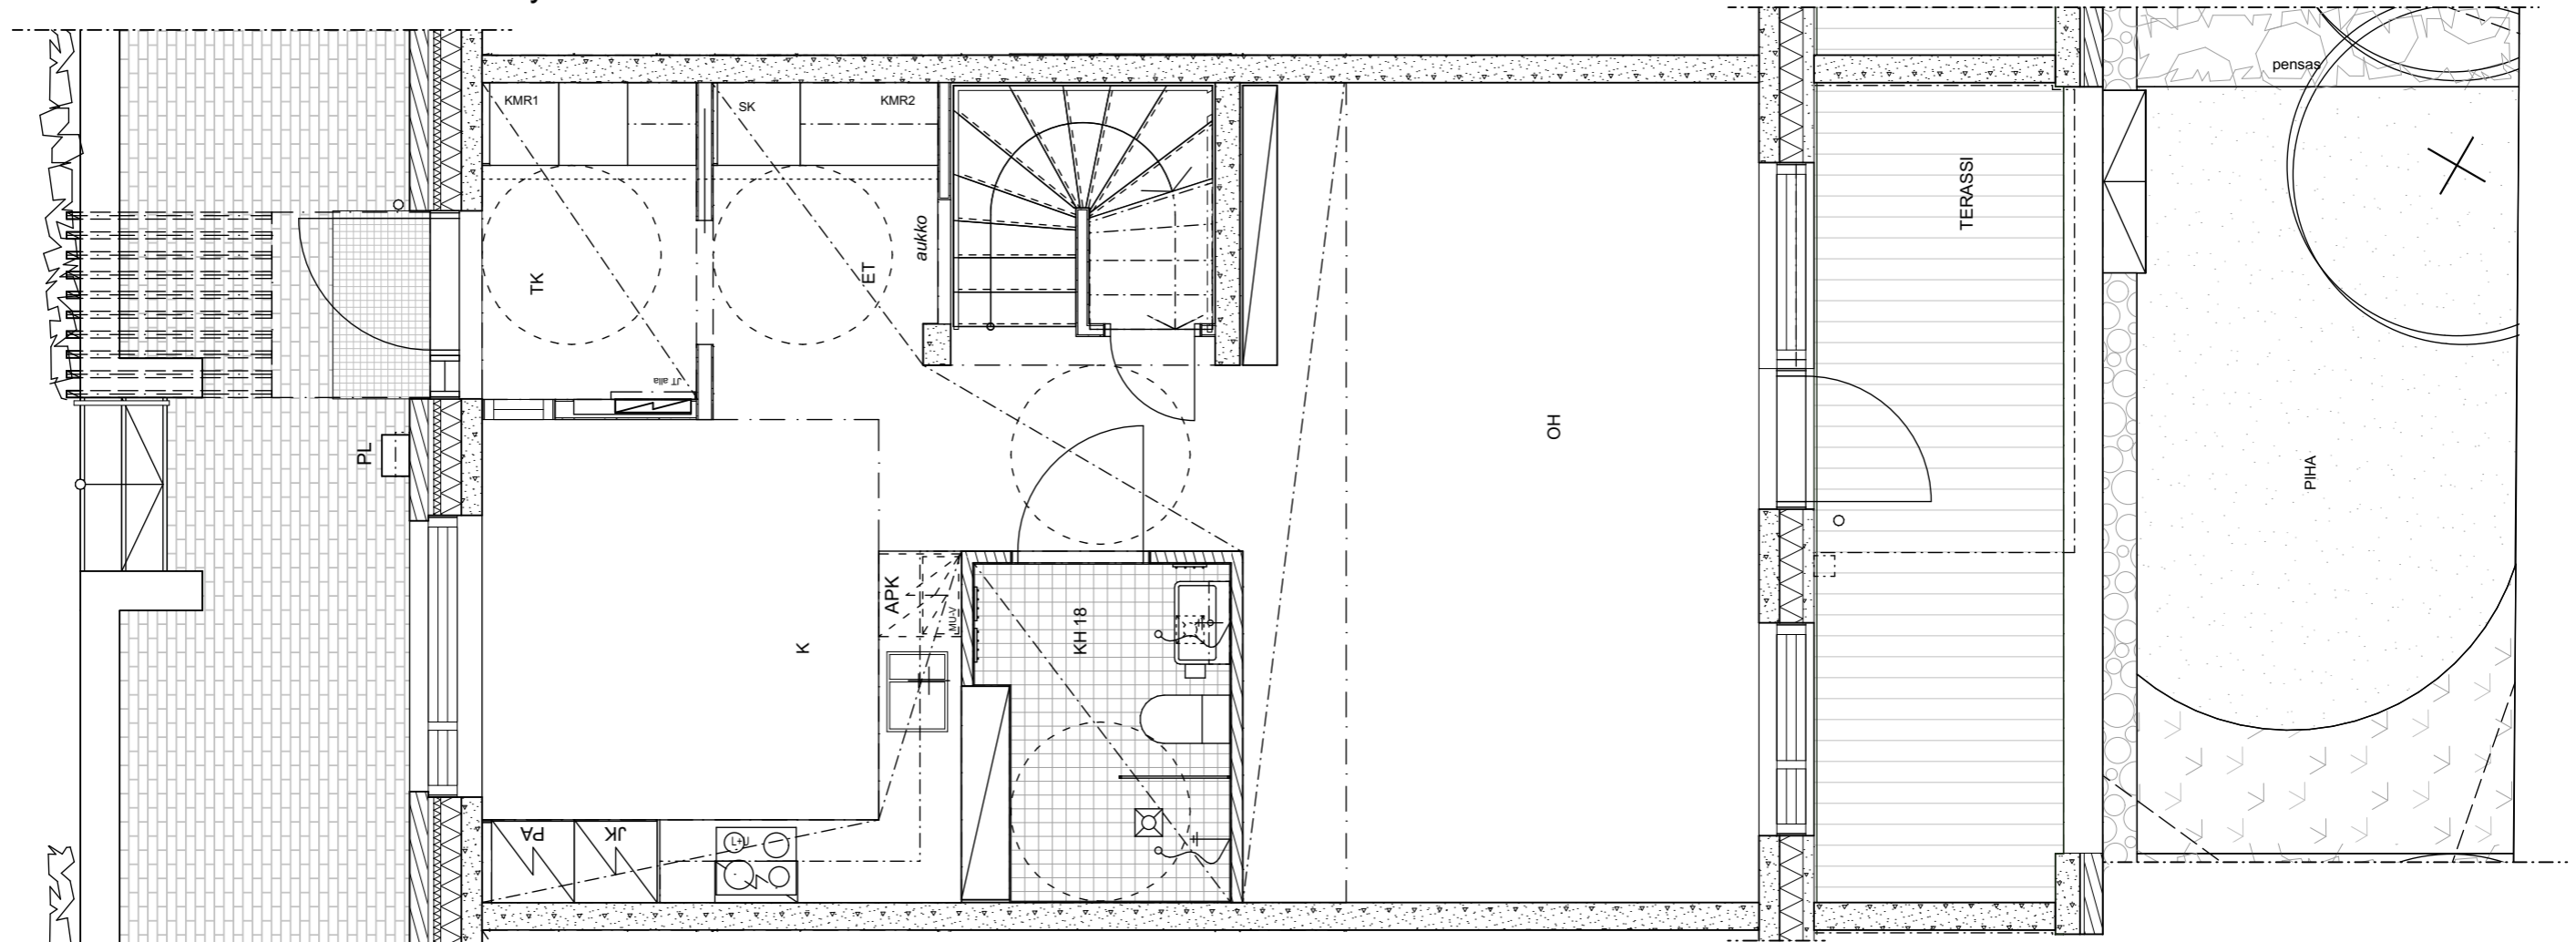 pensas
KMR1
SK
KMR2
TERASSI
aukko
TK
ET
JT alla
OH
PL
PIHA
APK
MU-V
KH 18
K
PA
JK
L+U